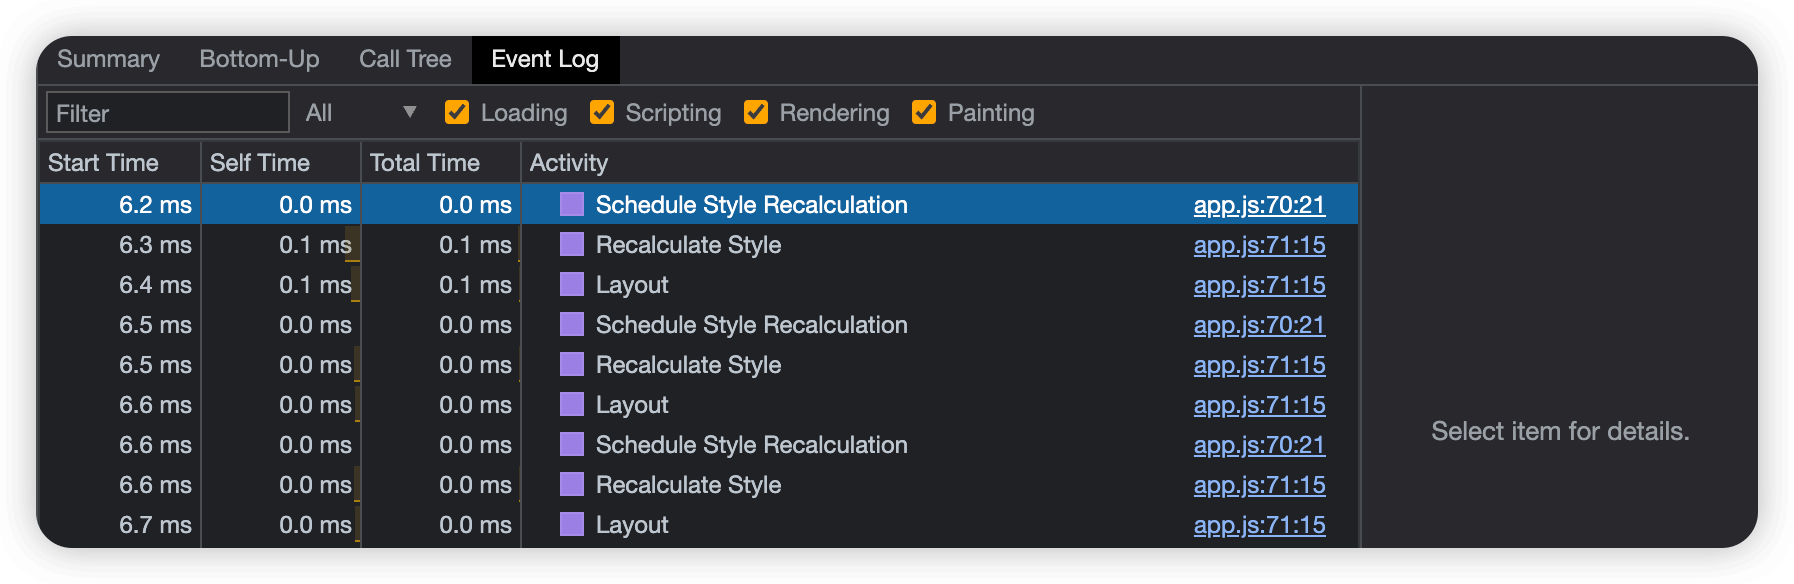 Summary Bottom-Up Call Tree Event Log
Filter All ▼ Loading Scripting Rendering Painting
Start Time Self Time Total Time Activity
6.2 ms 0.0 ms 0.0 ms Schedule Style Recalculation app.js:70:21
6.3 ms 0.1 ms 0.1 ms Recalculate Style app.js:71:15
6.4 ms 0.1 ms 0.1 ms Layout app.js:71:15
6.5 ms 0.0 ms 0.0 ms Schedule Style Recalculation app.js:70:21
6.5 ms 0.0 ms 0.0 ms Recalculate Style app.js:71:15
6.6 ms 0.0 ms 0.0 ms Layout app.js:71:15
6.6 ms 0.0 ms 0.0 ms Schedule Style Recalculation app.js:70:21
6.6 ms 0.0 ms 0.0 ms Recalculate Style app.js:71:15
6.7 ms 0.0 ms 0.0 ms Layout app.js:71:15
Select item for details.